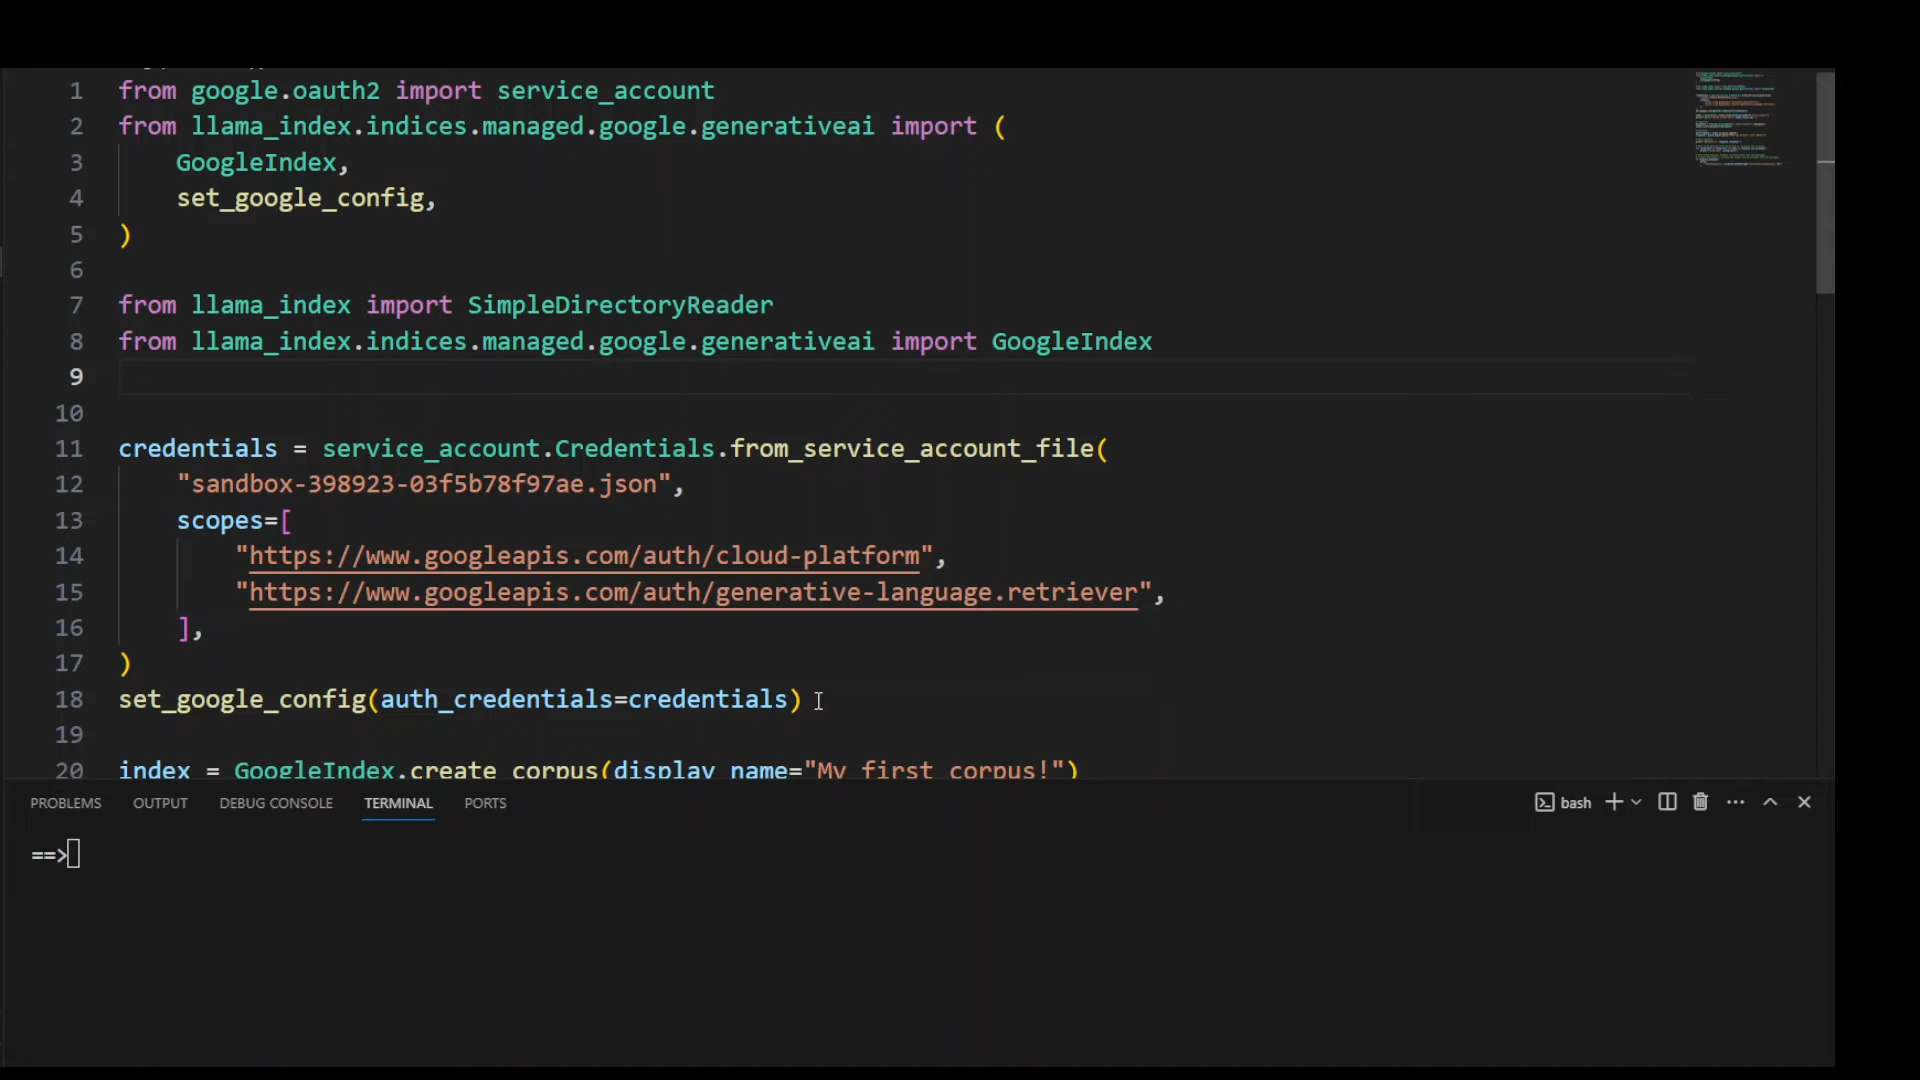 1 from google.oauth2 import service_account
2 from llama_index.indices.managed.google.generativeai import (
3     GoogleIndex,
4     set_google_config,
5 )
6
7 from llama_index import SimpleDirectoryReader
8 from llama_index.indices.managed.google.generativeai import GoogleIndex
9
10
11 credentials = service_account.Credentials.from_service_account_file(
12     "sandbox-398923-03f5b78f97ae.json",
13     scopes=[
14         "https://www.googleapis.com/auth/cloud-platform",
15         "https://www.googleapis.com/auth/generative-language.retriever",
16     ],
17 )
18 set_google_config(auth_credentials=credentials)
19
20 index = GoogleIndex.create_corpus(display_name="My first corpus!")
PROBLEMS OUTPUT DEBUG CONSOLE TERMINAL PORTS bash
==>